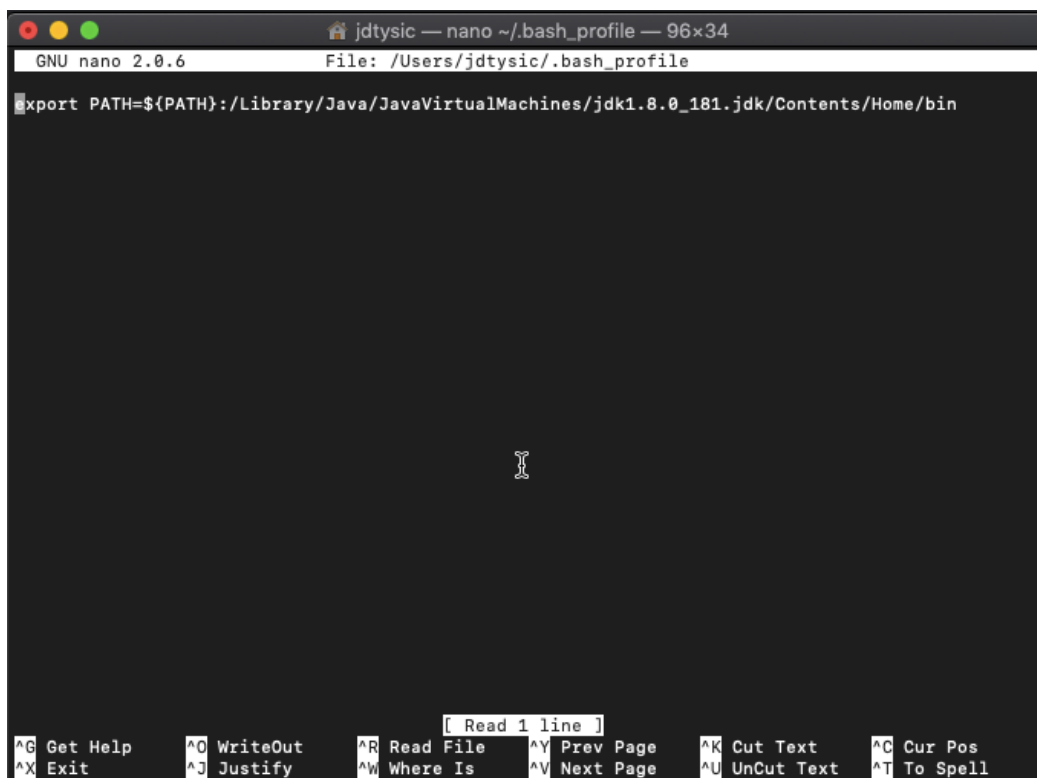 jdtysic — nano ~/.bash_profile — 96×34
GNU nano 2.0.6 File: /Users/jdtysic/.bash_profile
export PATH=${PATH}:/Library/Java/JavaVirtualMachines/jdk1.8.0_181.jdk/Contents/Home/bin
[ Read 1 line ]
^G Get Help ^O WriteOut ^R Read File ^Y Prev Page ^K Cut Text ^C Cur Pos
^X Exit ^J Justify ^W Where Is ^V Next Page ^U UnCut Text ^T To Spell